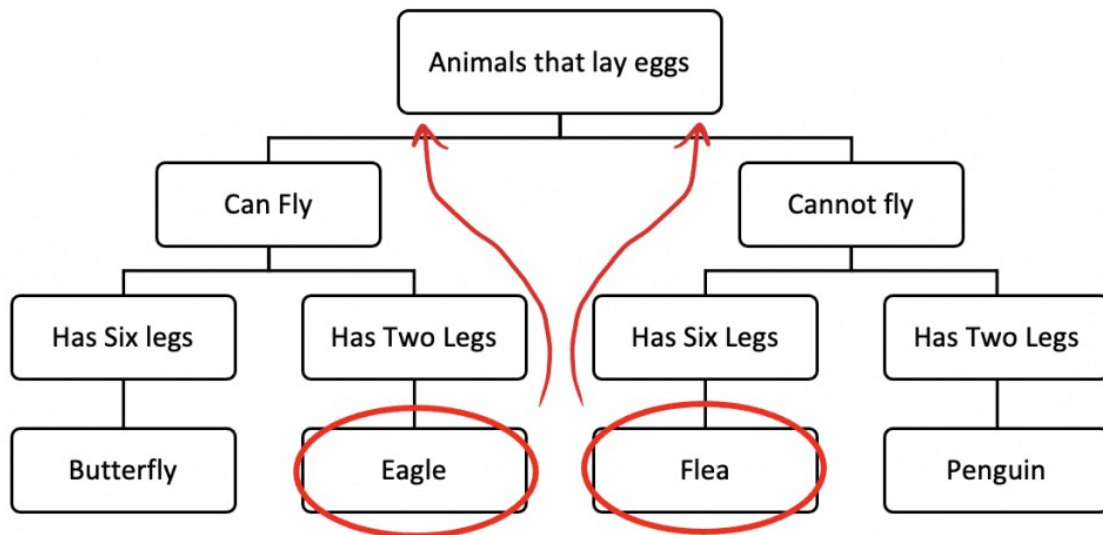 Animals that lay eggs
Can Fly
Cannot fly
Has Six legs
Has Two Legs
Has Six Legs
Has Two Legs
Butterfly
Eagle
Flea
Penguin